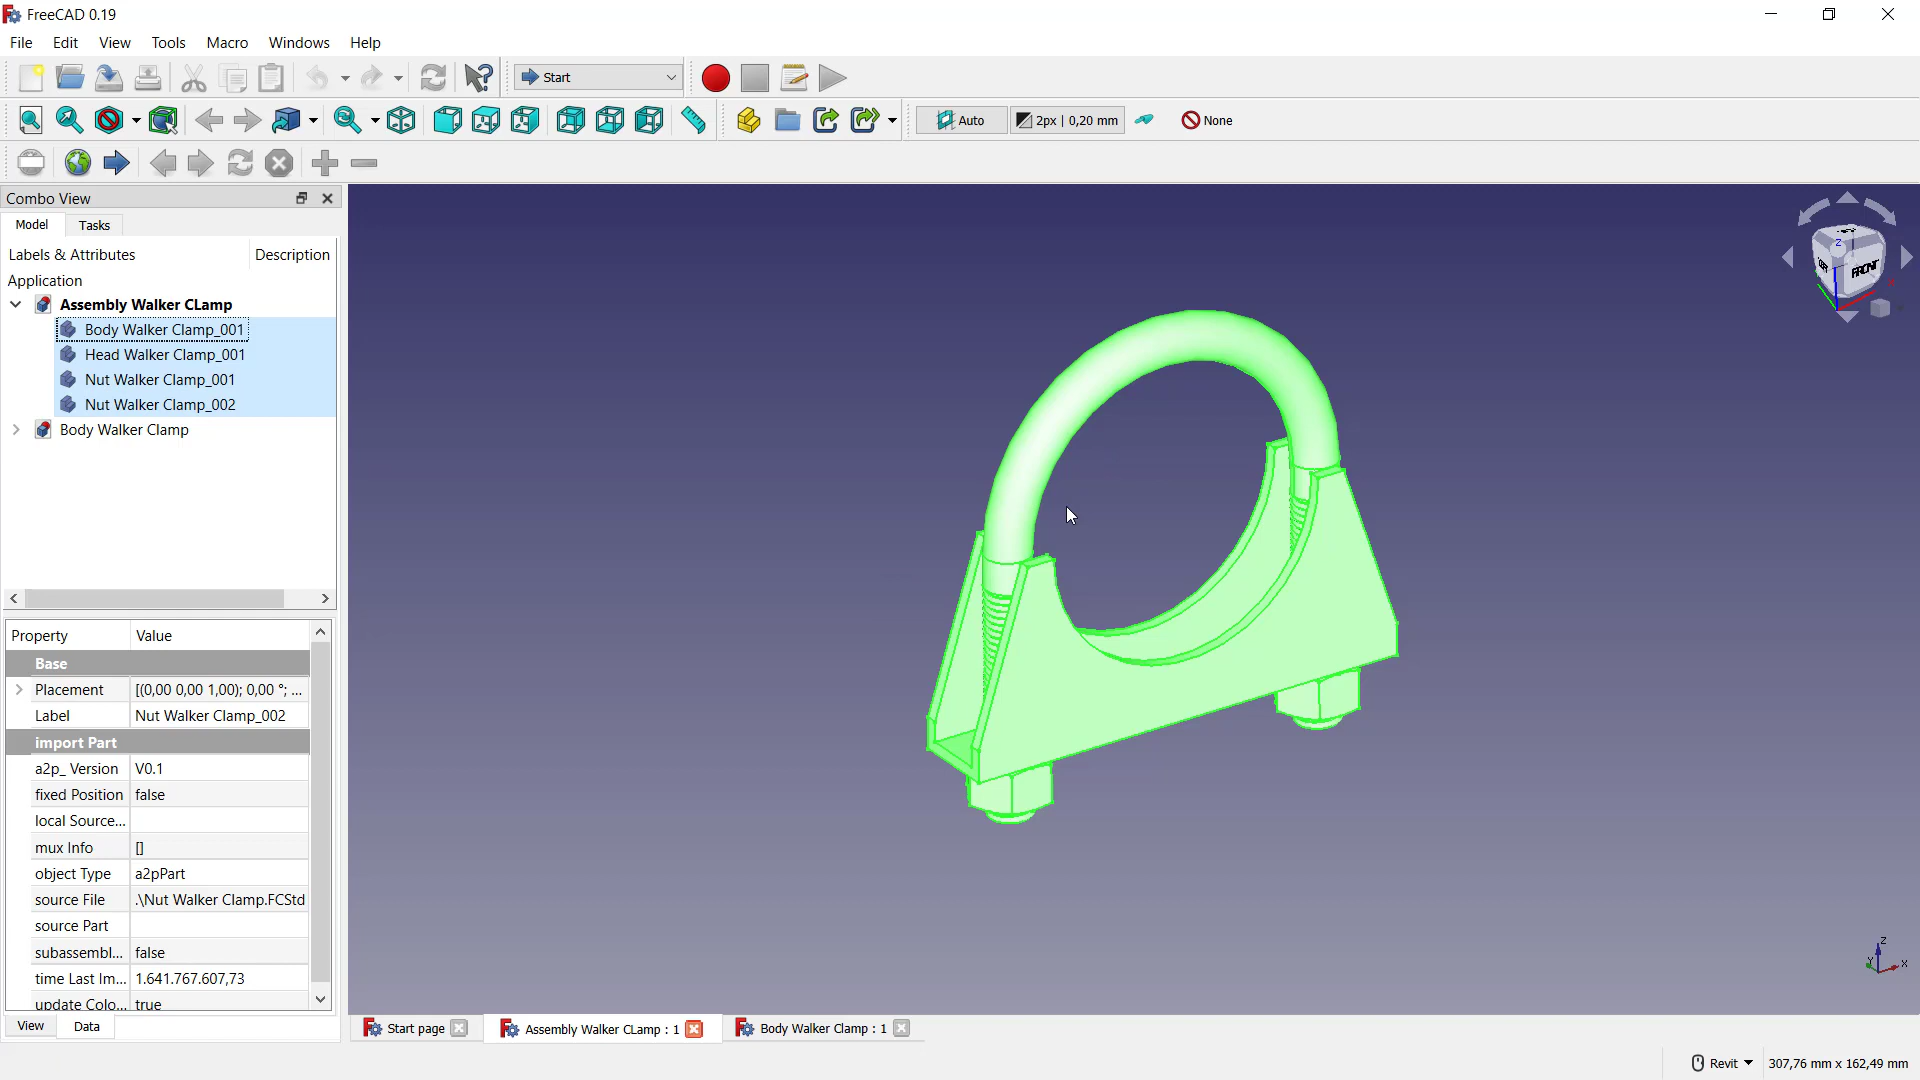 FreeCAD 0.19
File Edit View Tools Macro Windows Help
Start
Auto 2px | 0,20 mm None
Combo View
Model Tasks
Labels & Attributes Description
Application
Assembly Walker CLamp
Body Walker Clamp_001
Head Walker Clamp_001
Nut Walker Clamp_001
Nut Walker Clamp_002
Body Walker Clamp
Property Value
Base
Placement [(0,00 0,00 1,00); 0,00 °; ...
Label Nut Walker Clamp_002
import Part
a2p_ Version V0.1
fixed Position false
local Source...
mux Info []
object Type a2pPart
source File .\Nut Walker Clamp.FCStd
source Part
subassembl... false
time Last Im... 1.641.767.607,73
update Colo... true
View Data
FRONT
Z
Z
Y
X
Start page Assembly Walker CLamp : 1 Body Walker Clamp : 1
Revit 307,76 mm x 162,49 mm